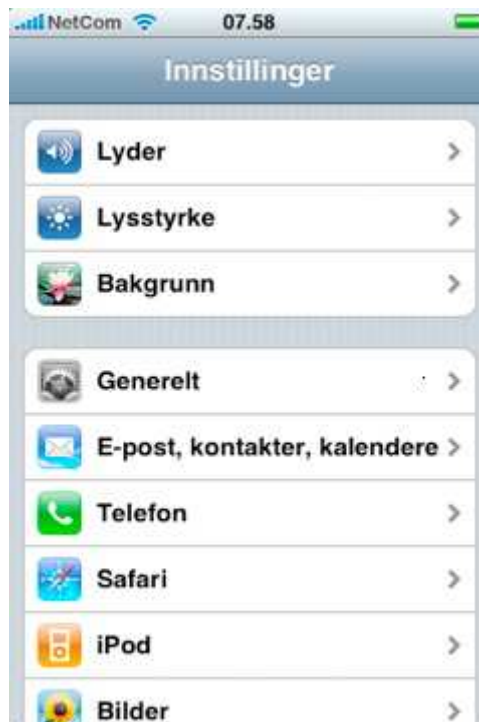 NetCom 07.58
Innstillinger
Lyder
Lysstyrke
Bakgrunn
Generelt
E-post, kontakter, kalendere
Telefon
Safari
iPod
Bilder